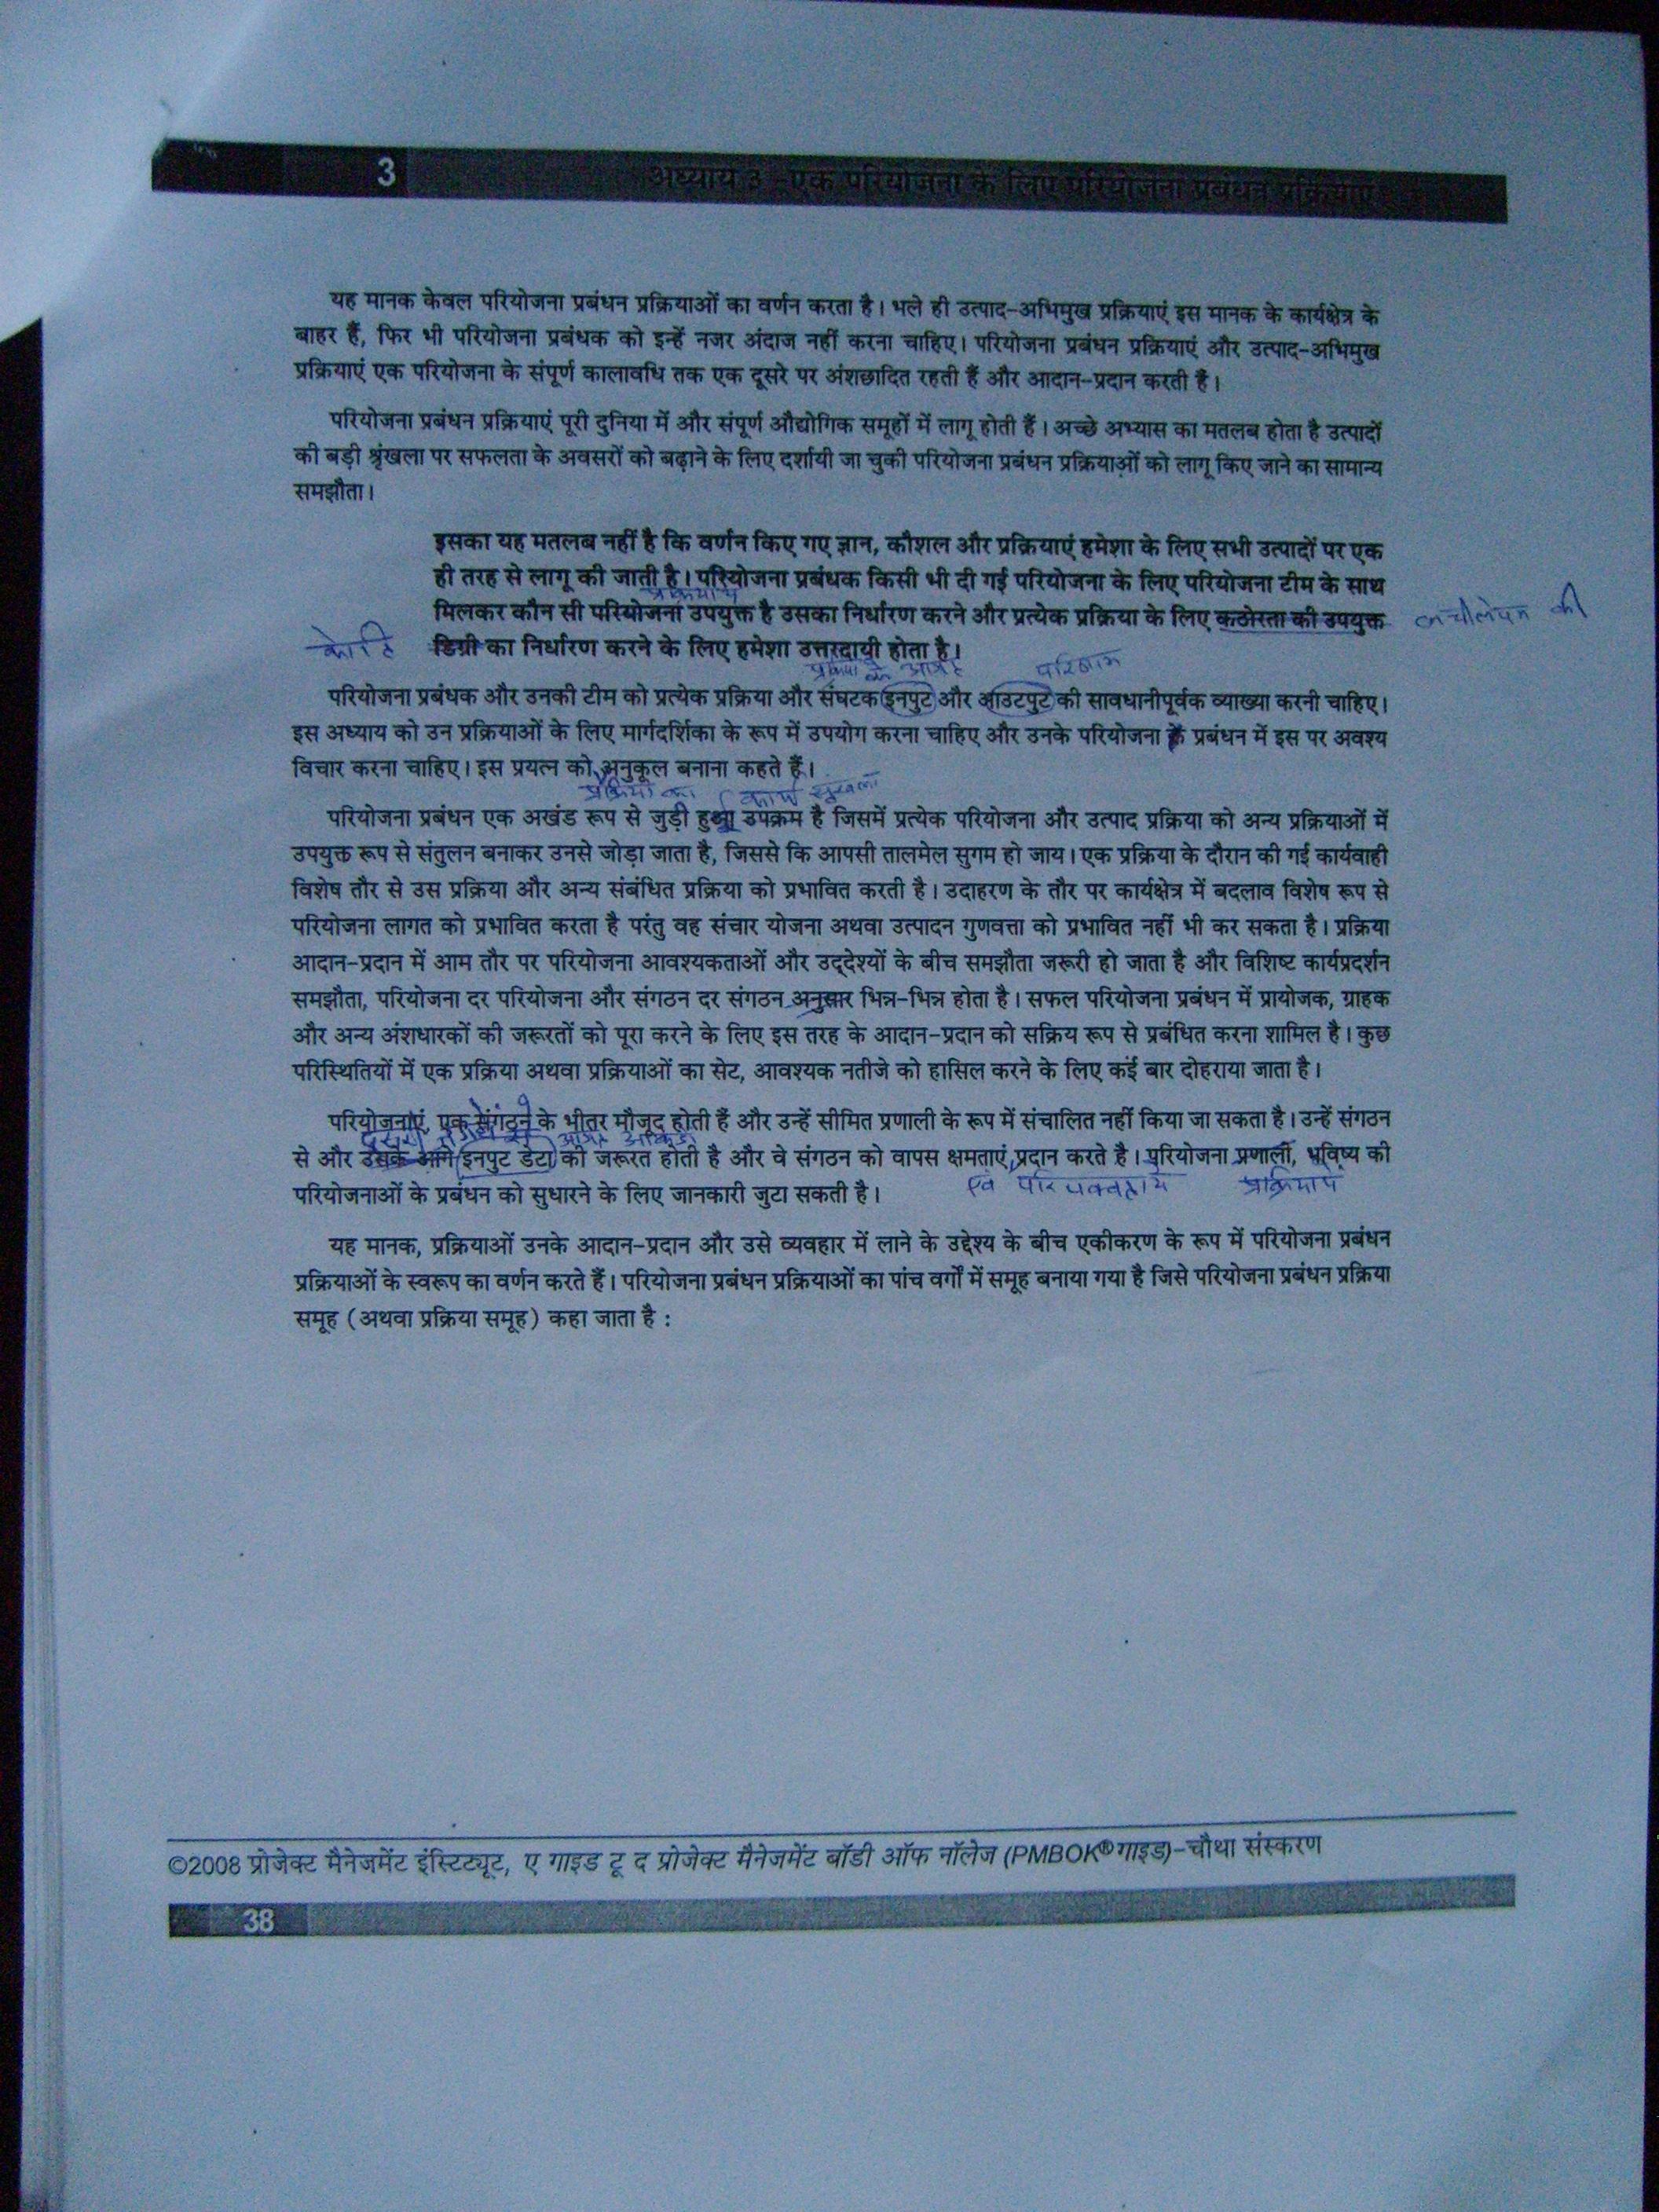 3
अध्याय 3 - एक परियोजना के लिए परियोजना प्रबंधन प्रक्रियाएं
यह मानक केवल परियोजना प्रबंधन प्रक्रियाओं का वर्णन करता है। भले ही उत्पाद-अभिमुख प्रक्रियाएं इस मानक के कार्यक्षेत्र के
बाहर हैं, फिर भी परियोजना प्रबंधक को इन्हें नजर अंदाज नहीं करना चाहिए। परियोजना प्रबंधन प्रक्रियाएं और उत्पाद-अभिमुख
प्रक्रियाएं एक परियोजना के संपूर्ण कालावधि तक एक दूसरे पर अंशछादित रहती हैं और आदान-प्रदान करती हैं।
परियोजना प्रबंधन प्रक्रियाएं पूरी दुनिया में और संपूर्ण औद्योगिक समूहों में लागू होती हैं। अच्छे अभ्यास का मतलब होता है उत्पादों
की बड़ी श्रृंखला पर सफलता के अवसरों को बढ़ाने के लिए दर्शायी जा चुकी परियोजना प्रबंधन प्रक्रियाओं को लागू किए जाने का सामान्य
समझौता।
इसका यह मतलब नहीं है कि वर्णन किए गए ज्ञान, कौशल और प्रक्रियाएं हमेशा के लिए सभी उत्पादों पर एक
ही तरह से लागू की जाती है। परियोजना प्रबंधक किसी भी दी गई परियोजना के लिए परियोजना टीम के साथ
प्रक्रियायें
मिलकर कौन सी परियोजना उपयुक्त है उसका निर्धारण करने और प्रत्येक प्रक्रिया के लिए कठोरता की उपयुक्त लचीलेपन की
कोटि डिग्री का निर्धारण करने के लिए हमेशा उत्तरदायी होता है।
प्रक्रिया के आगत परिणाम
परियोजना प्रबंधक और उनकी टीम को प्रत्येक प्रक्रिया और संघटक इनपुट और आउटपुट की सावधानीपूर्वक व्याख्या करनी चाहिए।
इस अध्याय को उन प्रक्रियाओं के लिए मार्गदर्शिका के रूप में उपयोग करना चाहिए और उनके परियोजना के प्रबंधन में इस पर अवश्य
विचार करना चाहिए। इस प्रयत्न को अनुकूल बनाना कहते हैं।
प्रक्रिया का कार्य श्रृंखला
परियोजना प्रबंधन एक अखंड रूप से जुड़ी हुआ उपक्रम है जिसमें प्रत्येक परियोजना और उत्पाद प्रक्रिया को अन्य प्रक्रियाओं में
उपयुक्त रूप से संतुलन बनाकर उनसे जोड़ा जाता है, जिससे कि आपसी तालमेल सुगम हो जाय। एक प्रक्रिया के दौरान की गई कार्यवाही
विशेष तौर से उस प्रक्रिया और अन्य संबंधित प्रक्रिया को प्रभावित करती है। उदाहरण के तौर पर कार्यक्षेत्र में बदलाव विशेष रूप से
परियोजना लागत को प्रभावित करता है परंतु वह संचार योजना अथवा उत्पादन गुणवत्ता को प्रभावित नहीं भी कर सकता है। प्रक्रिया
आदान-प्रदान में आम तौर पर परियोजना आवश्यकताओं और उद्देश्यों के बीच समझौता जरूरी हो जाता है और विशिष्ट कार्यप्रदर्शन
समझौता, परियोजना दर परियोजना और संगठन दर संगठन अनुसार भिन्न-भिन्न होता है। सफल परियोजना प्रबंधन में प्रायोजक, ग्राहक
और अन्य अंशधारकों की जरूरतों को पूरा करने के लिए इस तरह के आदान-प्रदान को सक्रिय रूप से प्रबंधित करना शामिल है। कुछ
परिस्थितियों में एक प्रक्रिया अथवा प्रक्रियाओं का सेट, आवश्यक नतीजे को हासिल करने के लिए कई बार दोहराया जाता है।
परियोजनाएं, एक संगठन के भीतर मौजूद होती हैं और उन्हें सीमित प्रणाली के रूप में संचालित नहीं किया जा सकता है। उन्हें संगठन
से और उसके आगे इनपुट डेटा की जरूरत होती है और वे संगठन को वापस क्षमताएं प्रदान करते है। परियोजना प्रणाली, भविष्य की
एवं परिपक्वतायें प्रक्रियाएं
परियोजनाओं के प्रबंधन को सुधारने के लिए जानकारी जुटा सकती है।
यह मानक, प्रक्रियाओं उनके आदान-प्रदान और उसे व्यवहार में लाने के उद्देश्य के बीच एकीकरण के रूप में परियोजना प्रबंधन
प्रक्रियाओं के स्वरूप का वर्णन करते हैं। परियोजना प्रबंधन प्रक्रियाओं का पांच वर्गों में समूह बनाया गया है जिसे परियोजना प्रबंधन प्रक्रिया
समूह (अथवा प्रक्रिया समूह) कहा जाता है :
©2008 प्रोजेक्ट मैनेजमेंट इंस्टिट्यूट, ए गाइड टू द प्रोजेक्ट मैनेजमेंट बॉडी ऑफ नॉलेज (PMBOK® गाइड)-चौथा संस्करण
38